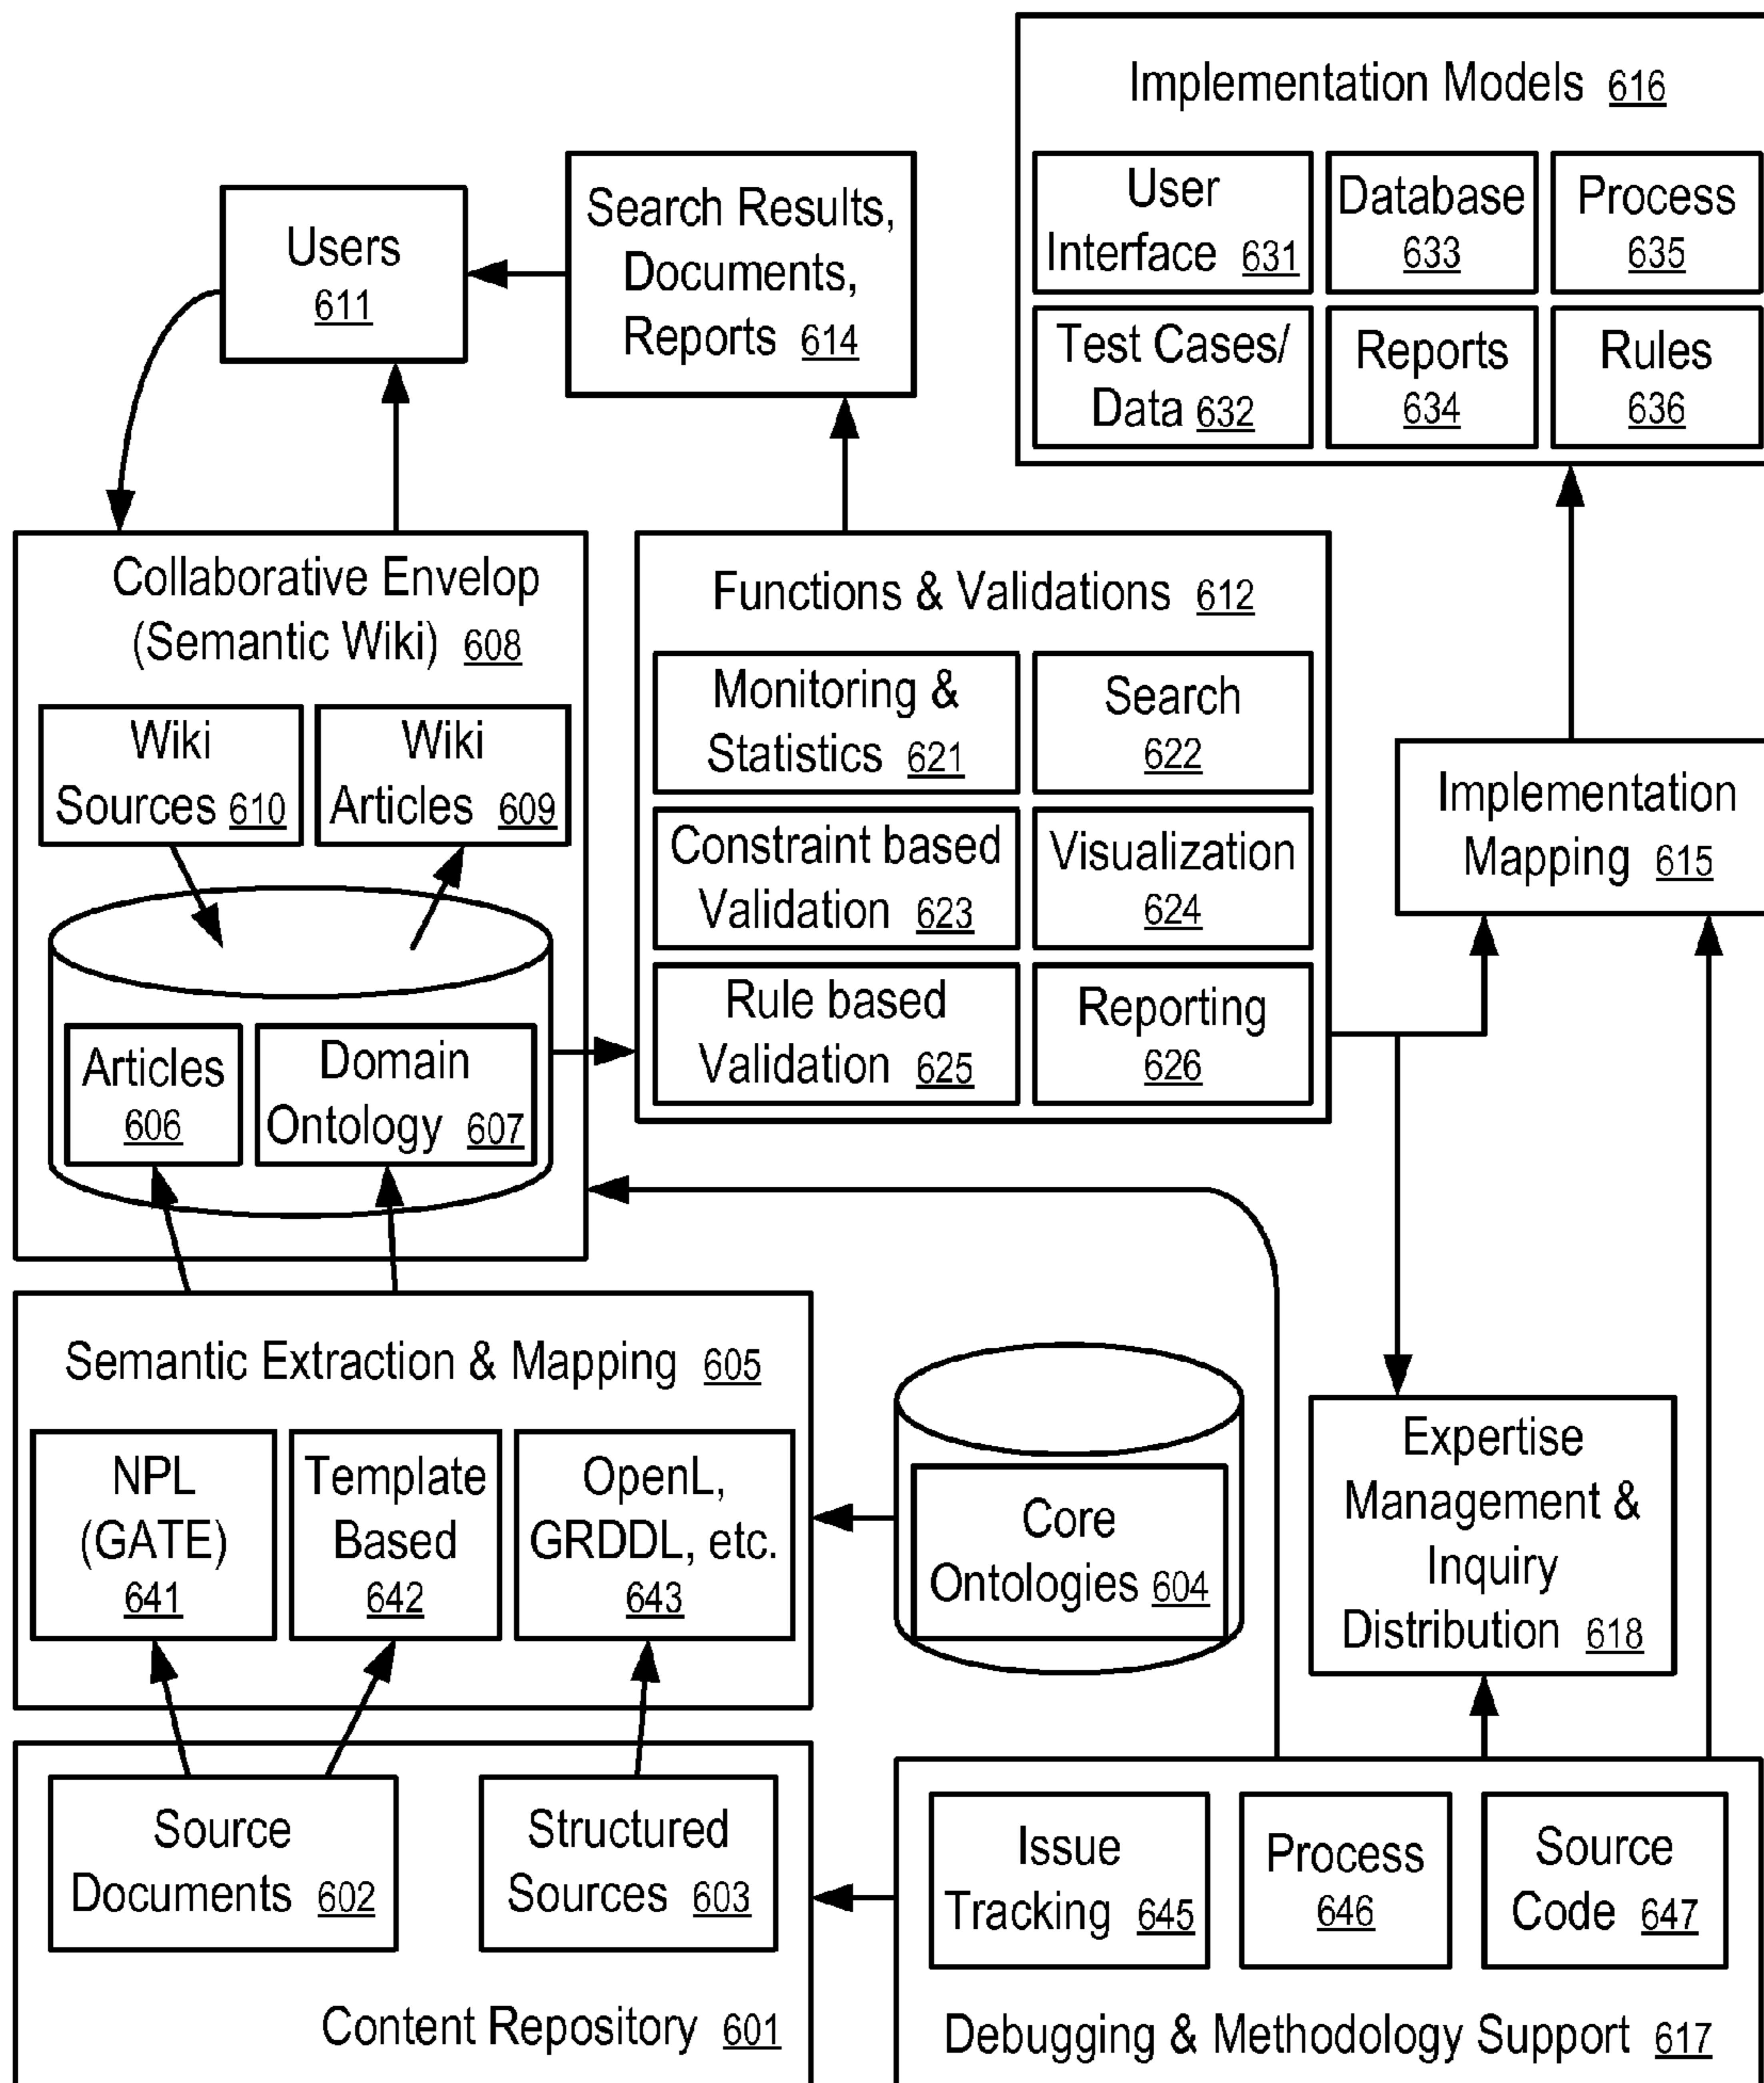 Implementation Models 616
User
Interface 631
Database
633
Process
635
Test Cases/
Data 632
Reports
634
Rules
636
Users
611
Search Results,
Documents,
Reports 614
Collaborative Envelop
(Semantic Wiki) 608
Wiki
Sources 610
Wiki
Articles 609
Articles
606
Domain
Ontology 607
Functions & Validations 612
Monitoring &
Statistics 621
Search
622
Constraint based
Validation 623
Visualization
624
Rule based
Validation 625
Reporting
626
Implementation
Mapping 615
Semantic Extraction & Mapping 605
NPL
(GATE)
641
Template
Based
642
OpenL,
GRDDL, etc.
643
Core
Ontologies 604
Expertise
Management &
Inquiry
Distribution 618
Source
Documents 602
Structured
Sources 603
Content Repository 601
Issue
Tracking 645
Process
646
Source
Code 647
Debugging & Methodology Support 617